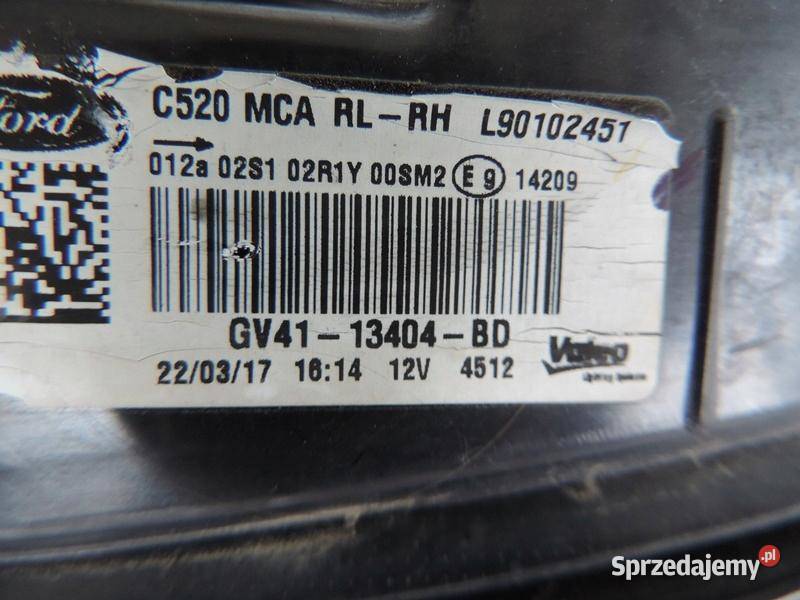 Ford
C520 MCA RL-RH L90102451
012a 02S1 02R1Y 00SM2 E 9 14209
GV41-13404-BD
22/03/17 16:14 12V 4512
Valeo
Sprzedajemy.pl